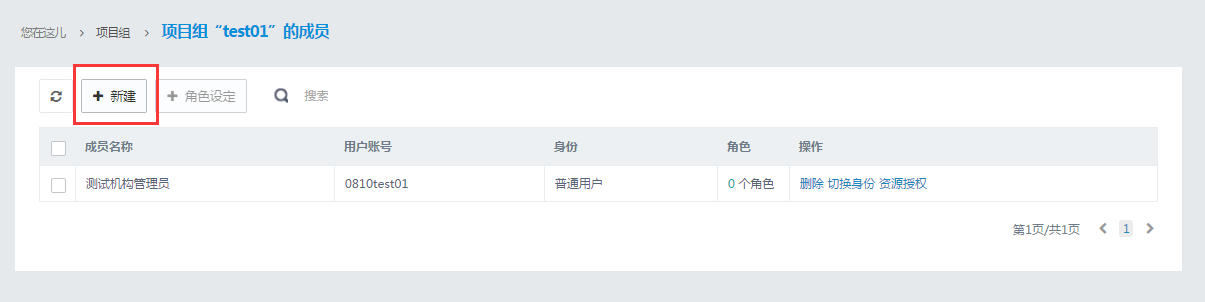 您在这儿 > 项目组 > 项目组“test01”的成员
新建 角色设定 搜索
成员名称 用户账号 身份 角色 操作
测试机构管理员 0810test01 普通用户 0 个角色 删除 切换身份 资源授权
第1页/共1页 1